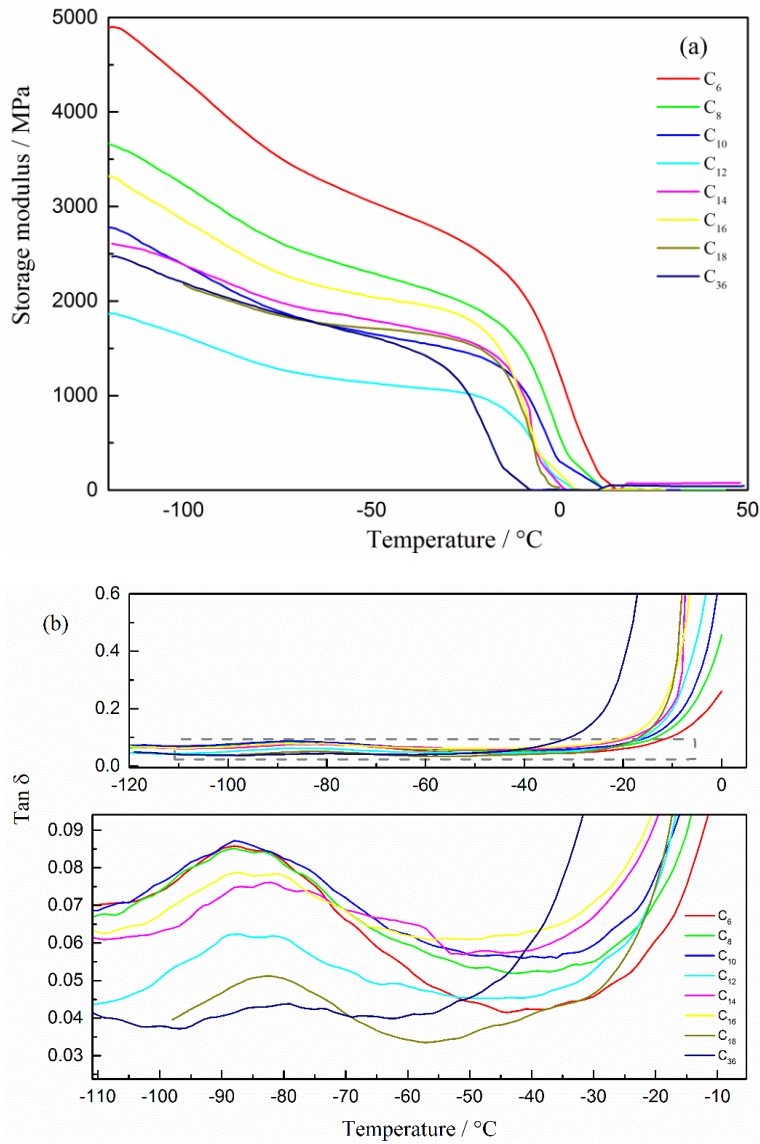 5000
(a)
C6
C8
C10
C12
C14
C16
C18
C36
4000
3000
2000
1000
0
Storage modulus / MPa
-100 -50 0 50
Temperature / °C
(b)
0.6
0.4
0.2
0.0
-120 -100 -80 -60 -40 -20 0
Tan δ
0.09
0.08
0.07
0.06
0.05
0.04
0.03
C6
C8
C10
C12
C14
C16
C18
C36
-110 -100 -90 -80 -70 -60 -50 -40 -30 -20 -10
Temperature / °C